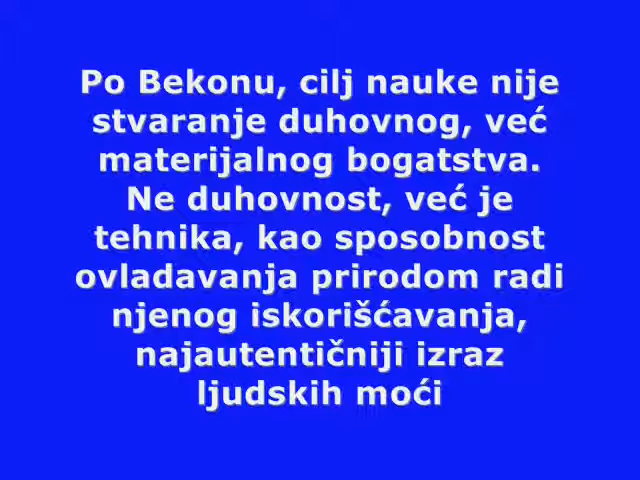 Po Bekonu, cilj nauke nije
stvaranje duhovnog, već
materijalnog bogatstva.
Ne duhovnost, već je
tehnika, kao sposobnost
ovladavanja prirodom radi
njenog iskorišćavanja,
najautentičniji izraz
ljudskih moći